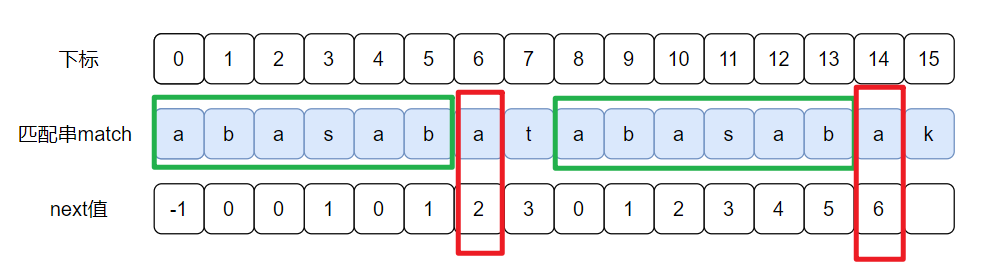 下标 0 1 2 3 4 5 6 7 8 9 10 11 12 13 14 15
匹配串match a b a s a b a t a b a s a b a k
next值 -1 0 0 1 0 1 2 3 0 1 2 3 4 5 6